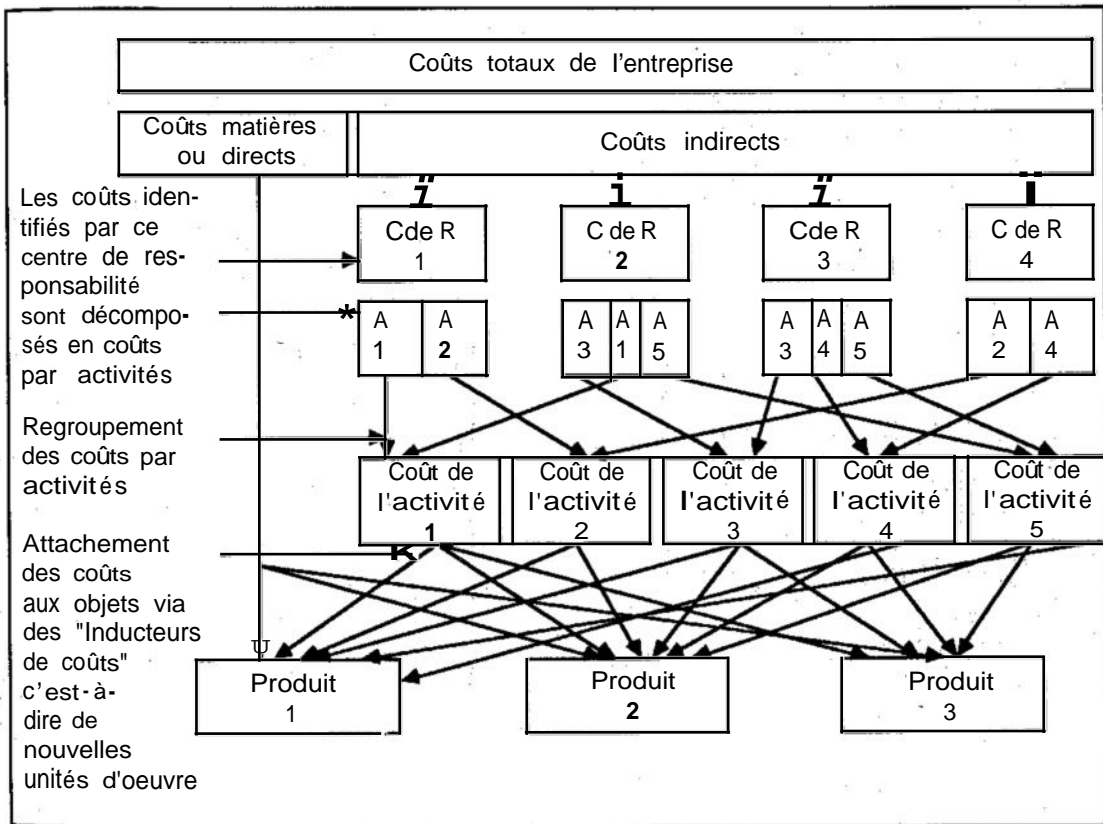 Coûts totaux de l'entreprise
Coûts matières
ou directs
Coûts indirects
Les coûts iden-
tifiés par ce
centre de res-
ponsabilité
sont décompo-
sés en coûts
par activités
C de R
1
C de R
2
C de R
3
C de R
4
A
1
A
2
A
3
A
1
A
5
A
3
A
4
A
5
A
2
A
4
Regroupement
des coûts par
activités
Coût de
l'activité
1
Coût de
l'activité
2
Coût de
l'activité
3
Coût de
l'activité
4
Coût de
l'activité
5
Attachement
des coûts
aux objets via
des "Inducteurs
de coûts"
c'est-à-
dire de
nouvelles
unités d'oeuvre
Produit
1
Produit
2
Produit
3